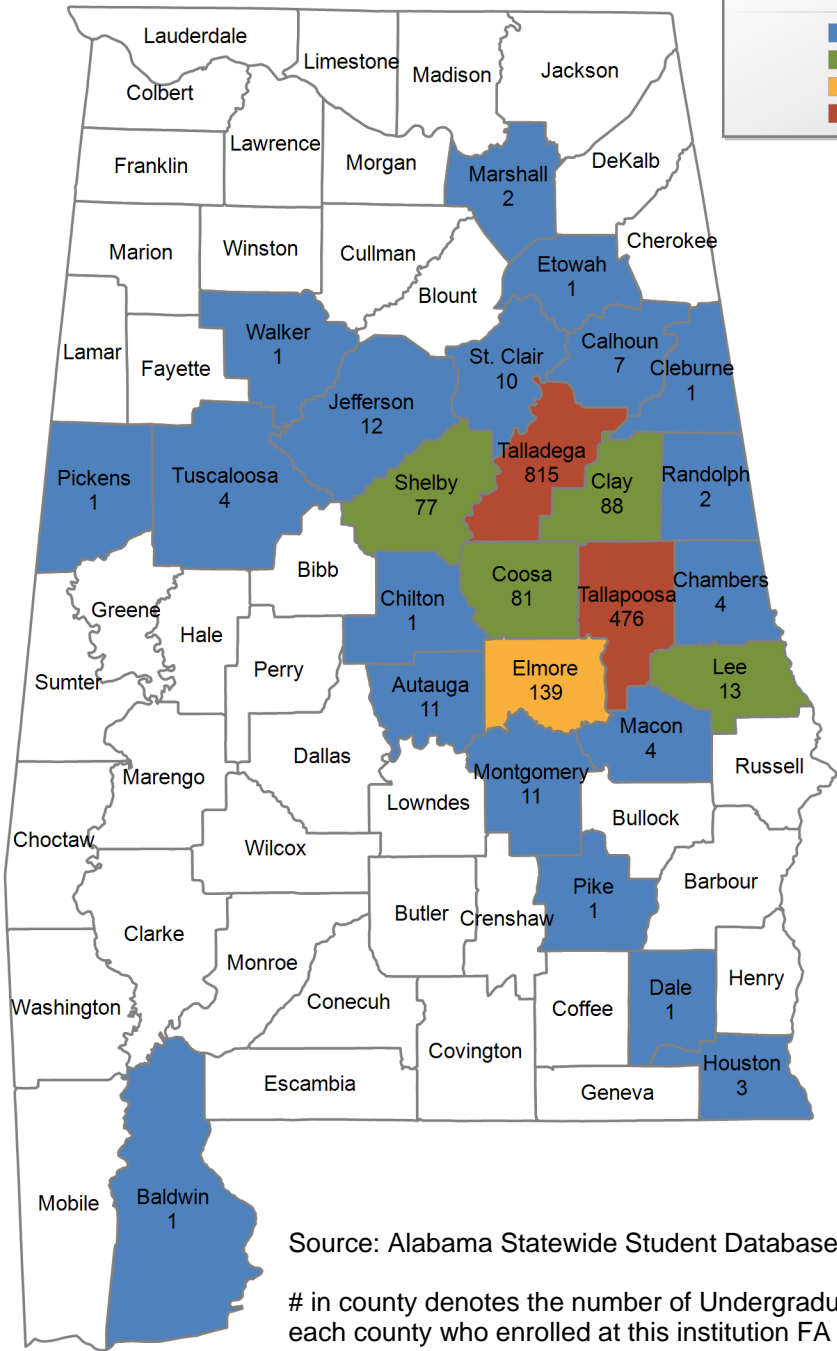 Lauderdale
Limestone
Madison
Jackson
Colbert
Lawrence
Franklin
Morgan
Marshall
2
DeKalb
Marion
Winston
Cullman
Cherokee
Etowah
1
Blount
Walker
1
Lamar
Fayette
St. Clair
10
Calhoun
7
Cleburne
1
Jefferson
12
Talladega
815
Pickens
1
Tuscaloosa
4
Shelby
77
Clay
88
Randolph
2
Bibb
Coosa
81
Tallapoosa
476
Chambers
4
Greene
Hale
Chilton
1
Perry
Sumter
Autauga
11
Elmore
139
Lee
13
Macon
4
Dallas
Marengo
Montgomery
11
Russell
Lowndes
Bullock
Choctaw
Wilcox
Pike
1
Barbour
Butler
Crenshaw
Clarke
Monroe
Washington
Conecuh
Coffee
Dale
1
Henry
Covington
Houston
3
Escambia
Geneva
Mobile
Baldwin
1
Source: Alabama Statewide Student Database
# in county denotes the number of Undergradu
each county who enrolled at this institution FA